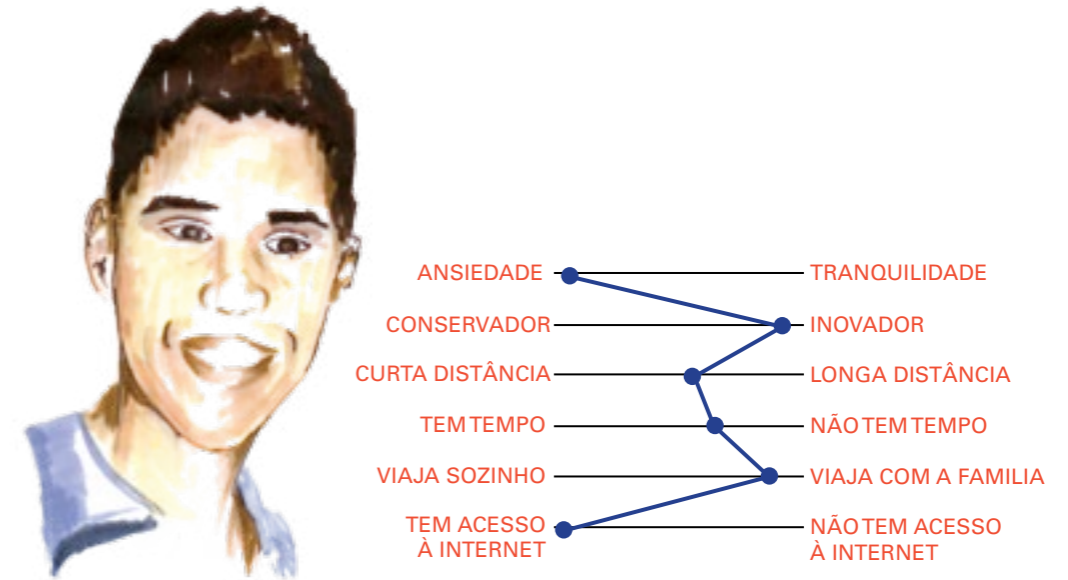 ANSIEDADE TRANQUILIDADE
CONSERVADOR INOVADOR
CURTA DISTÂNCIA LONGA DISTÂNCIA
TEM TEMPO NÃO TEM TEMPO
VIAJA SOZINHO VIAJA COM A FAMILIA
TEM ACESSO NÃO TEM ACESSO
À INTERNET À INTERNET